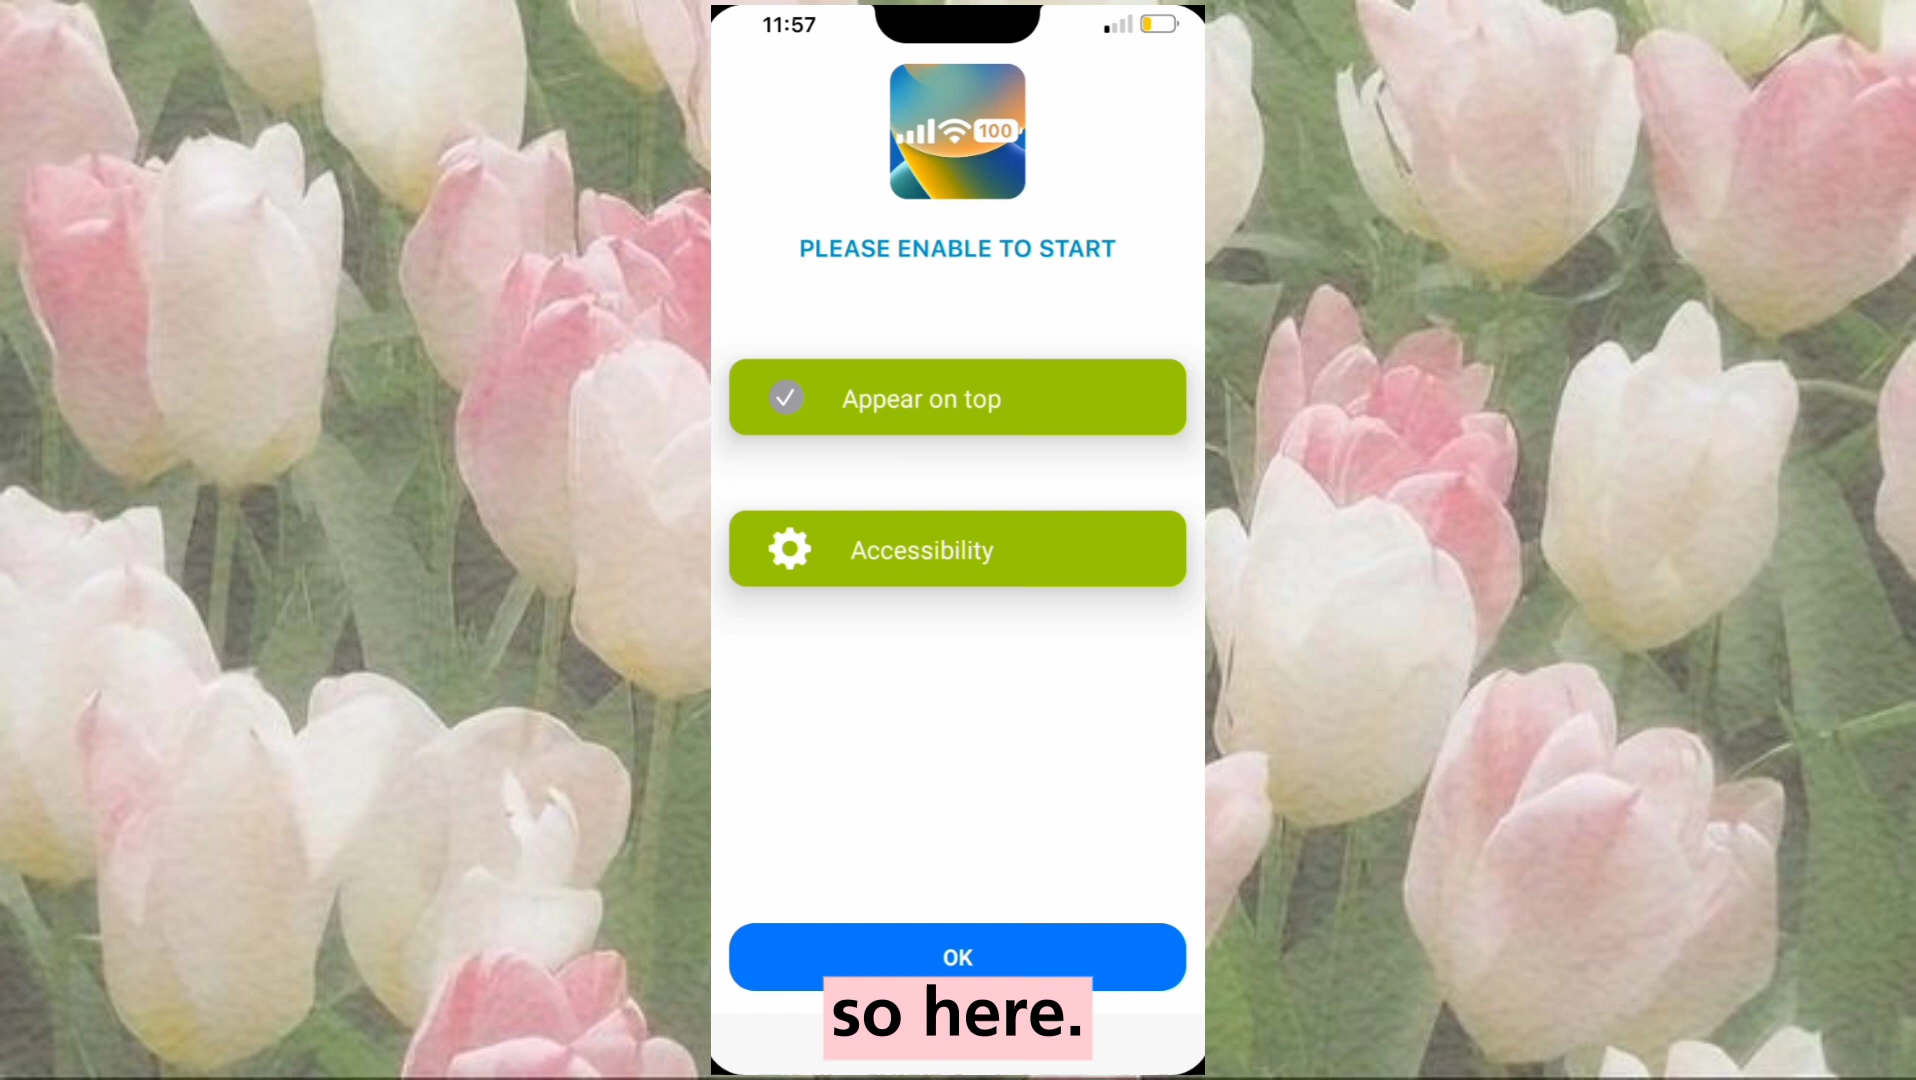 11:57
100
PLEASE ENABLE TO START
Appear on top
Accessibility
OK
so here.